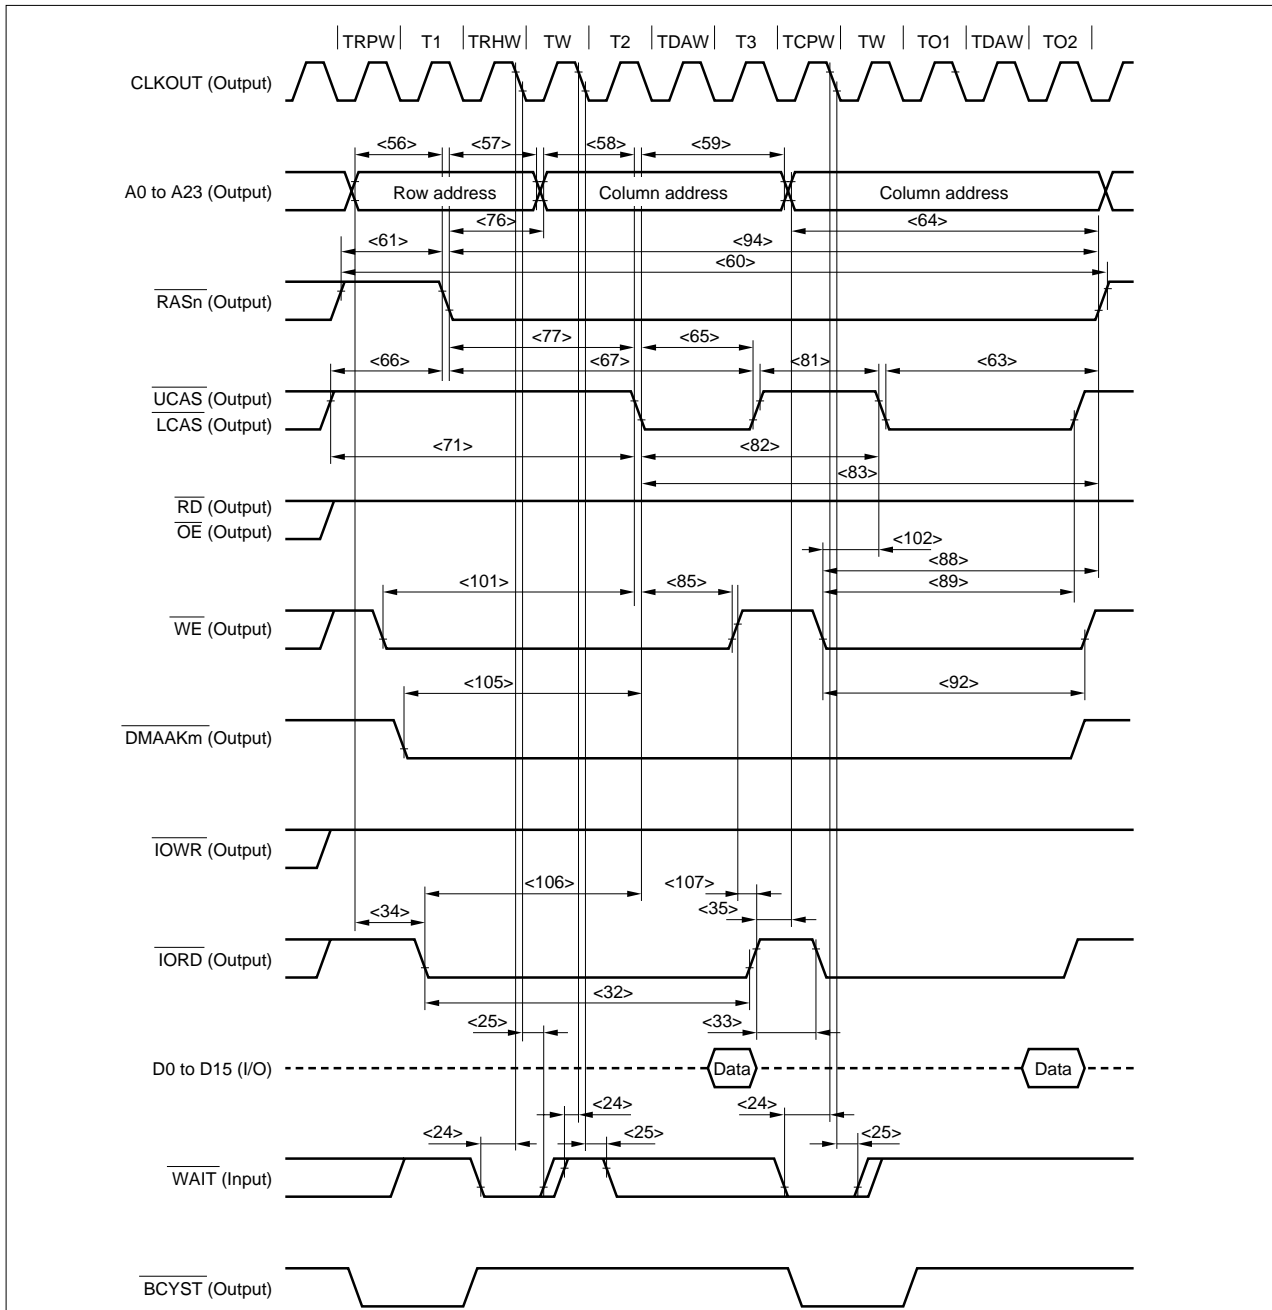 TRPW T1 TRHW TW T2 TDAW T3 TCPW TW TO1 TDAW TO2
CLKOUT (Output)
<56> <57> <58> <59>
A0 to A23 (Output) Row address Column address Column address
<76> <64>
<61> <94>
<60>
RASn (Output)
<77> <65>
<66> <67> <81> <63>
UCAS (Output)
LCAS (Output)
<71> <82>
<83>
RD (Output)
OE (Output)
<102>
<88>
<101> <85> <89>
WE (Output)
<105> <92>
DMAAKm (Output)
IOWR (Output)
<106> <107>
<34> <35>
IORD (Output)
<32>
<25> <33>
D0 to D15 (I/O) Data Data
<24> <24>
<24> <25> <25>
WAIT (Input)
BCYST (Output)